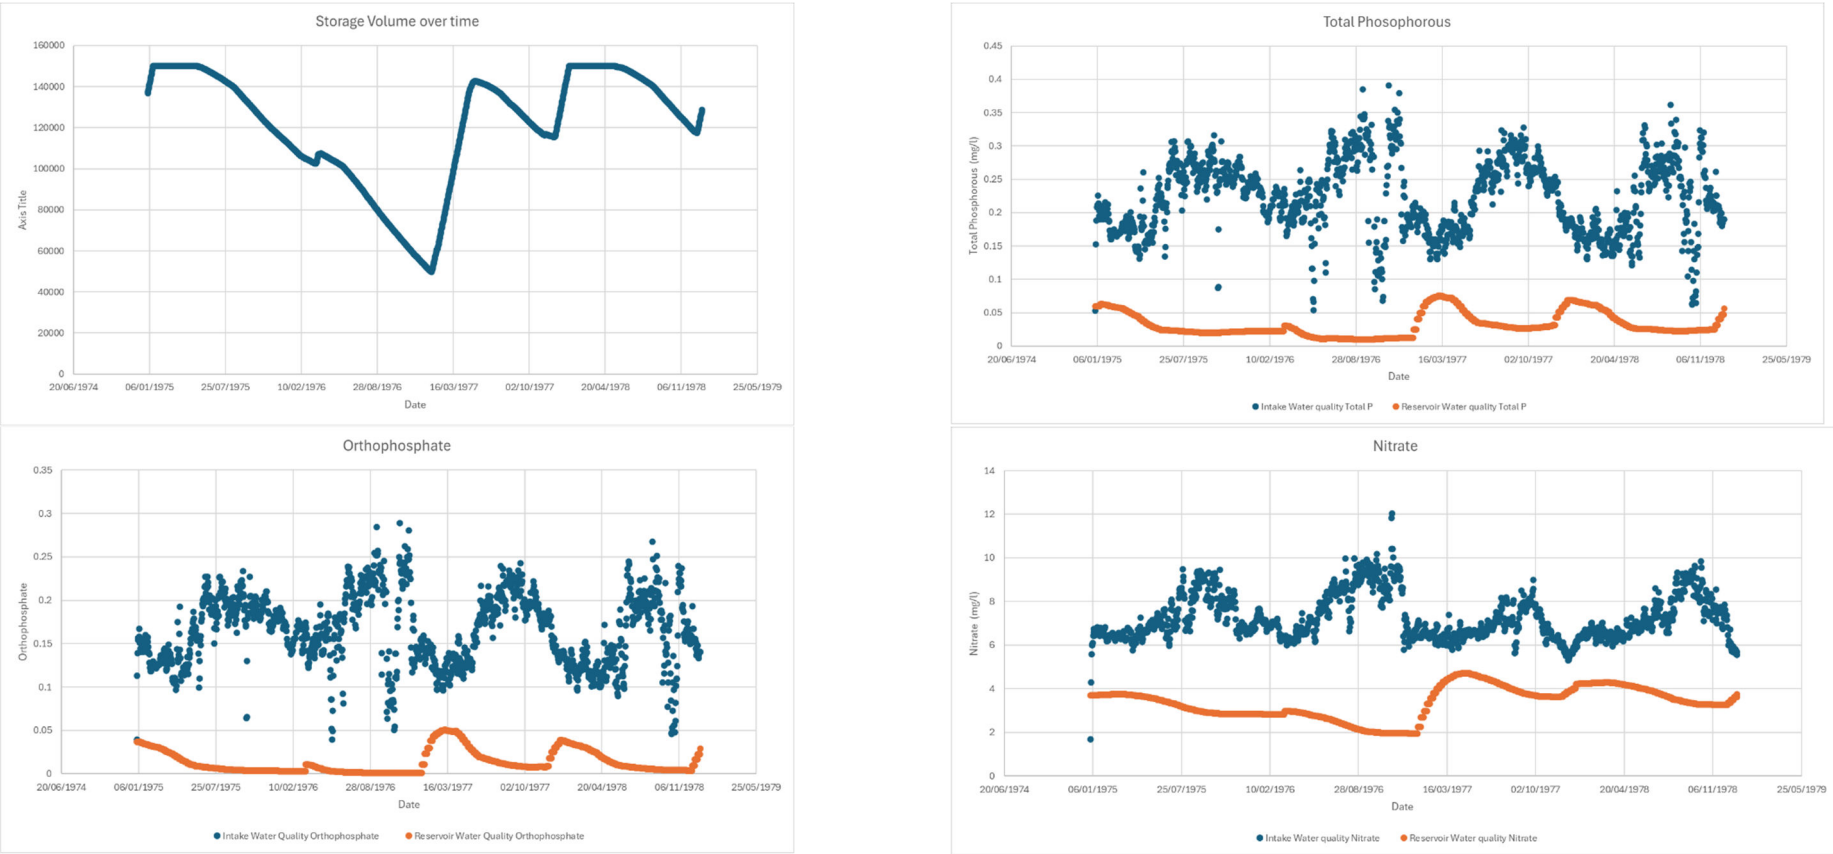 Storage Volume over time
160000
140000
120000
100000
80000
60000
40000
20000
0
Axis Title
20/06/1974 06/01/1975 25/07/1975 10/02/1976 28/08/1976 16/03/1977 02/10/1977 20/04/1978 06/11/1978 25/05/1979
Date
Total Phosophorous
0.45
0.4
0.35
0.3
0.25
0.2
0.15
0.1
0.05
0
Total Phosphorous (mg/l)
20/06/1974 06/01/1975 25/07/1975 10/02/1976 28/08/1976 16/03/1977 02/10/1977 20/04/1978 06/11/1978 25/05/1979
Date
Intake Water quality Total P Reservoir Water quality Total P
Orthophosphate
0.35
0.3
0.25
0.2
0.15
0.1
0.05
0
Orthophosphate
20/06/1974 06/01/1975 25/07/1975 10/02/1976 28/08/1976 16/03/1977 02/10/1977 20/04/1978 06/11/1978 25/05/1979
Date
Intake Water Quality Orthophosphate Reservoir Water Quality Orthophosphate
Nitrate
14
12
10
8
6
4
2
0
Nitrate (mg/l)
20/06/1974 06/01/1975 25/07/1975 10/02/1976 28/08/1976 16/03/1977 02/10/1977 20/04/1978 06/11/1978 25/05/1979
Date
Intake Water quality Nitrate Reservoir Water quality Nitrate